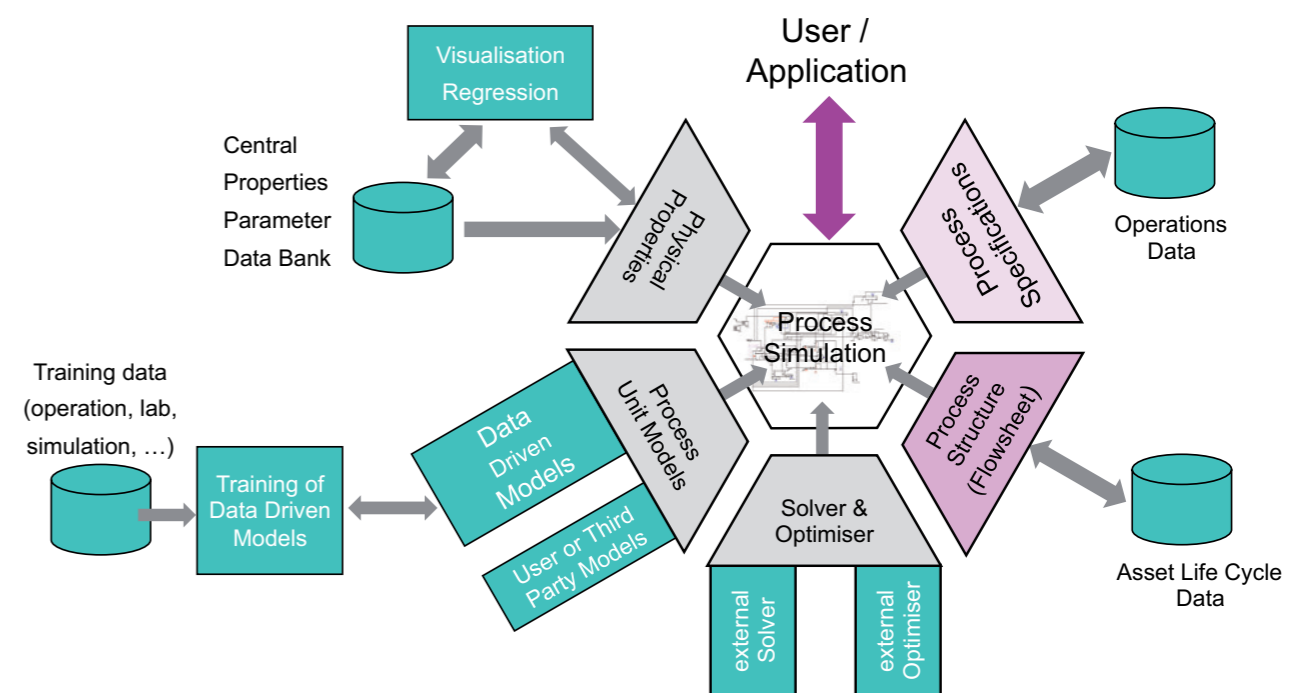 User /
Application
Visualisation
Regression
Central
Properties
Parameter
Data Bank
Physical
Properties
Process
Specifications
Operations
Data
Process
Simulation
Training data
(operation, lab,
simulation, …)
Training of
Data Driven
Models
Data
Driven
Models
User or Third
Party Models
Process
Unit Models
Solver &
Optimiser
external
Solver
external
Optimiser
Process
Structure
(Flowsheet)
Asset Life Cycle
Data